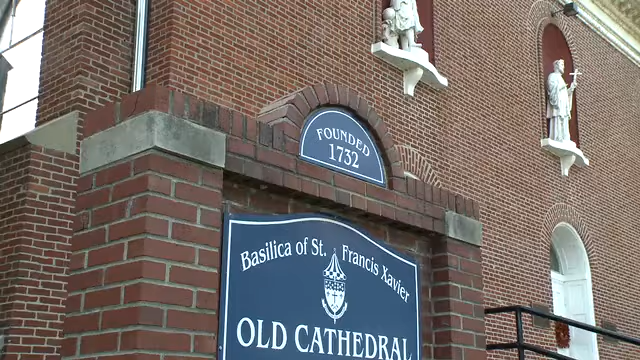 FOUNDED
1732
Basilica of St. Francis Xavier
OLD CATHEDRAL